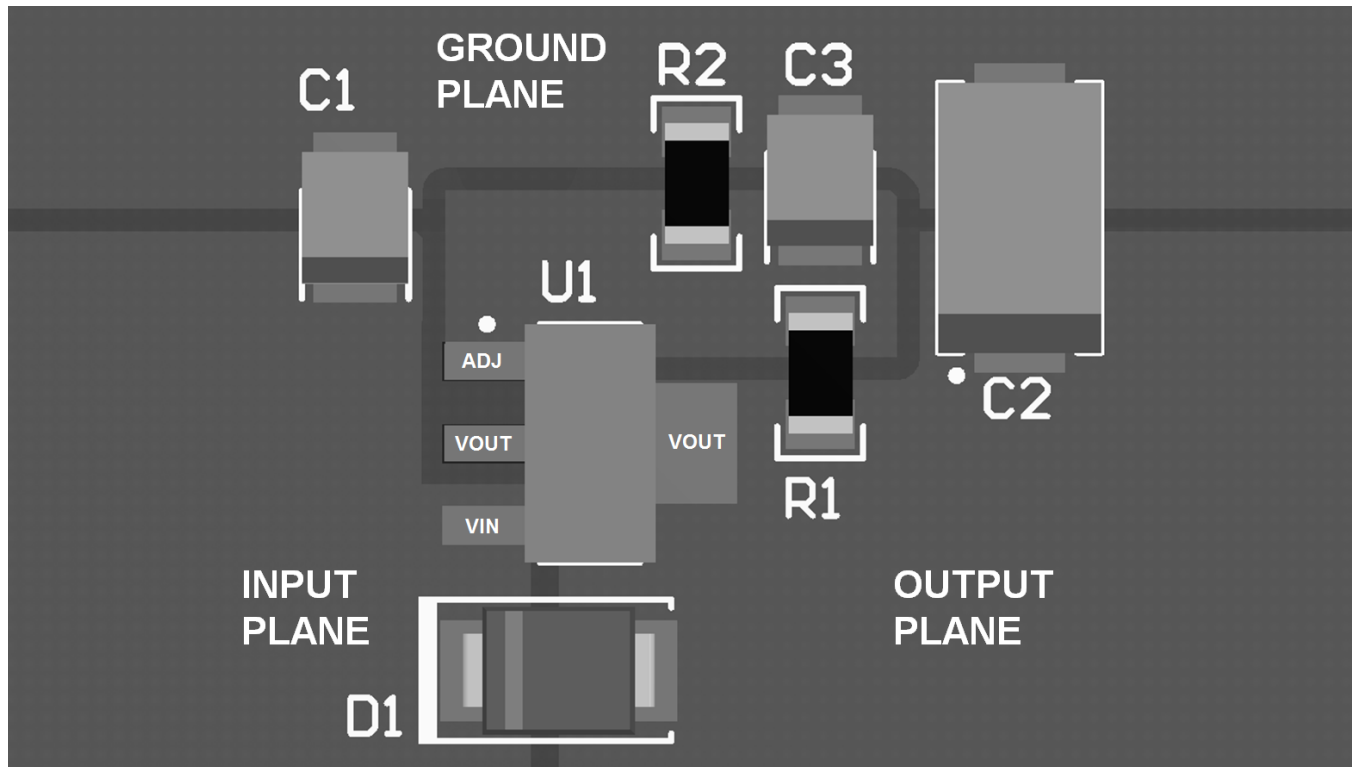 GROUND
PLANE
R2
C3
C1
U1
ADJ
C2
VOUT
VOUT
R1
VIN
INPUT
PLANE
OUTPUT
PLANE
D1